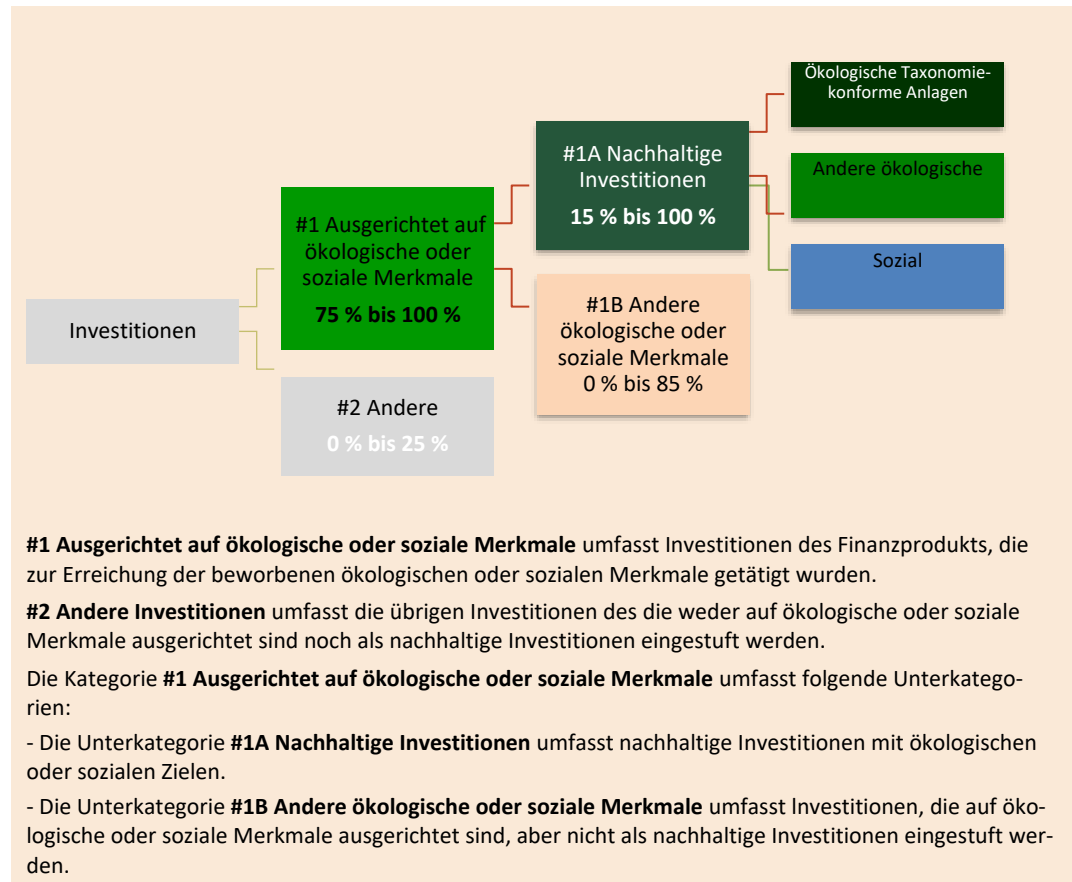 Ökologische Taxonomie-
konforme Anlagen
#1A Nachhaltige
Investitionen
15 % bis 100 %
Andere ökologische
#1 Ausgerichtet auf
ökologische oder
soziale Merkmale
75 % bis 100 %
Sozial
Investitionen
#1B Andere
ökologische oder
soziale Merkmale
0 % bis 85 %
#2 Andere
0 % bis 25 %
#1 Ausgerichtet auf ökologische oder soziale Merkmale umfasst Investitionen des Finanzprodukts, die
zur Erreichung der beworbenen ökologischen oder sozialen Merkmale getätigt wurden.
#2 Andere Investitionen umfasst die übrigen Investitionen des die weder auf ökologische oder soziale
Merkmale ausgerichtet sind noch als nachhaltige Investitionen eingestuft werden.
Die Kategorie #1 Ausgerichtet auf ökologische oder soziale Merkmale umfasst folgende Unterkatego-
rien:
- Die Unterkategorie #1A Nachhaltige Investitionen umfasst nachhaltige Investitionen mit ökologischen
oder sozialen Zielen.
- Die Unterkategorie #1B Andere ökologische oder soziale Merkmale umfasst lnvestitionen, die auf öko-
logische oder soziale Merkmale ausgerichtet sind, aber nicht als nachhaltige Investitionen eingestuft wer-
den.